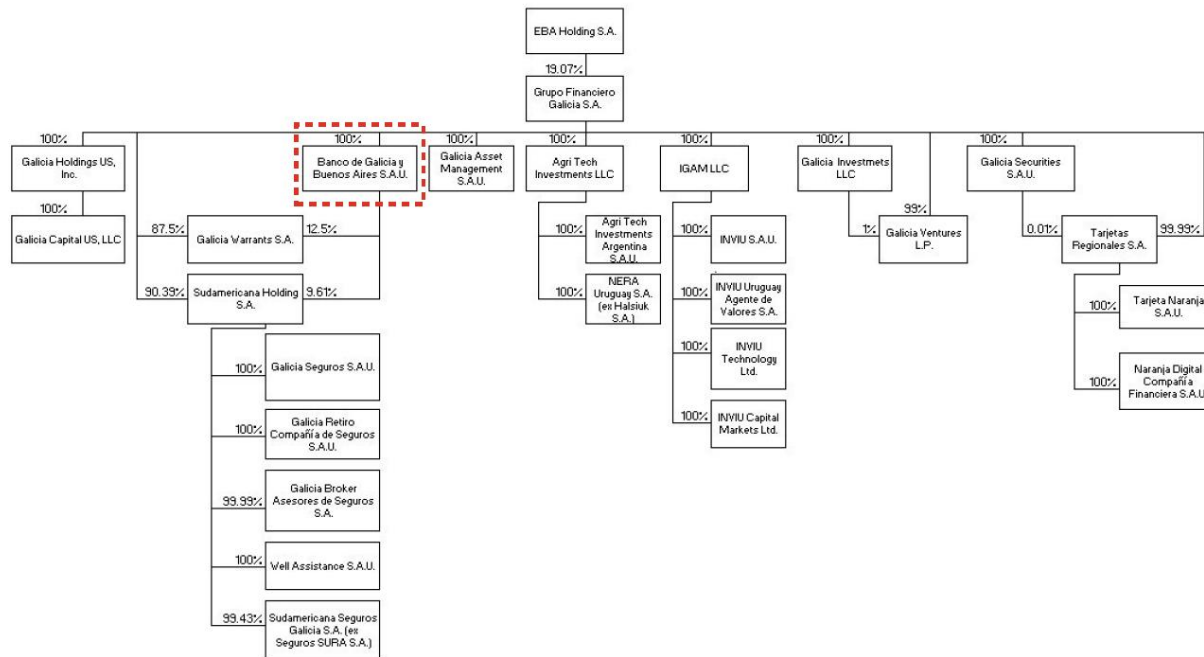 EBA Holding S.A.
19.07%
Grupo Financiero
Galicia S.A.
100%
100%
100%
100%
100%
100%
100%
Galicia Holdings US,
Inc.
Banco de Galicia y
Buenos Aires S.A.U.
Galicia Asset
Management
S.A.U.
Agri Tech
Investments LLC
IGAM LLC
Galicia Investmets
LLC
Galicia Securities
S.A.U.
100%
Galicia Capital US, LLC
87.5%
Galicia Warrants S.A.
12.5%
100%
Agri Tech
Investments
Argentina
S.A.U.
100%
INVIU S.A.U.
99%
1%
Galicia Ventures
L.P.
0.01%
Tarjetas
Regionales S.A.
99.99%
90.39%
Sudamericana Holding
S.A.
9.61%
100%
NERA
Uruguay S.A.
(ex Halsiuk
S.A.)
100%
INVIU Uruguay
Agente de
Valores S.A.
100%
Tarjeta Naranja
S.A.U.
100%
INVIU
Technology
Ltd.
100%
Naranja Digital
Compañía
Financiera S.A.U
100%
INVIU Capital
Markets Ltd.
100%
Galicia Seguros S.A.U.
100%
Galicia Retiro
Compañía de Seguros
S.A.U.
99.99%
Galicia Broker
Asesores de Seguros
S.A.
100%
Well Assistance S.A.U.
99.43%
Sudamericana Seguros
Galicia S.A. (ex
Seguros SURA S.A.)